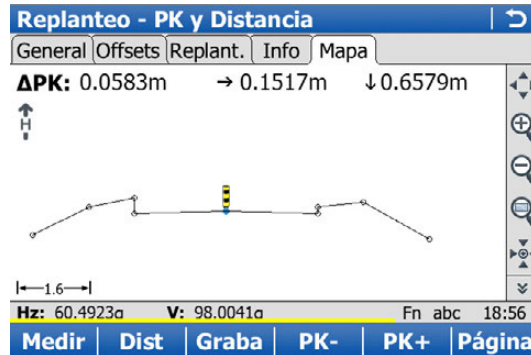 Replanteo - PK y Distancia
General Offsets Replant. Info Mapa
ΔPK: 0.0583m → 0.1517m ↓0.6579m
H
1.6
Hz: 60.4923g V: 98.0041g Fn abc 18:56
Medir Dist Graba PK- PK+ Página